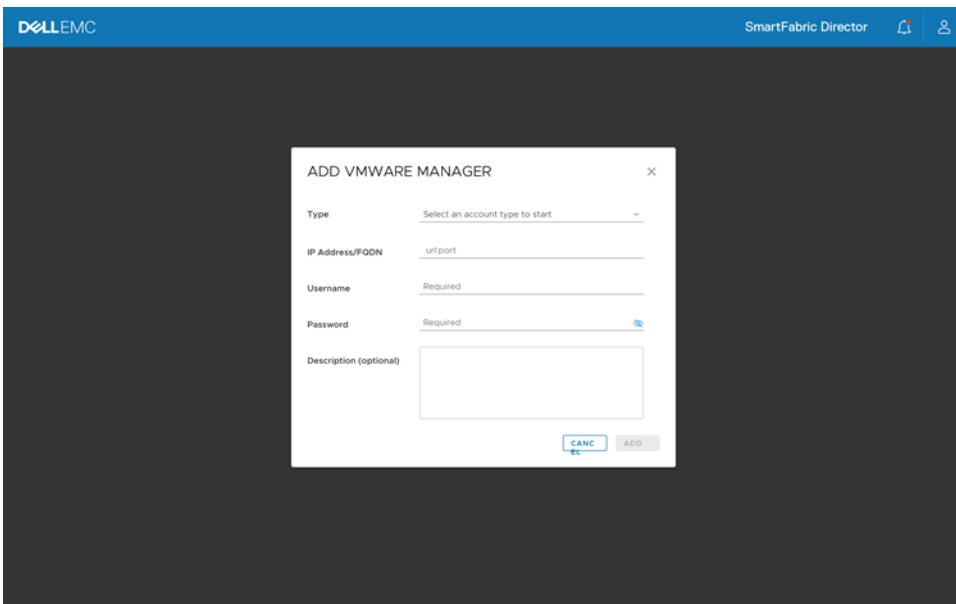 DELLEMC
SmartFabric Director
ADD VMWARE MANAGER
Type
Select an account type to start
IP Address/FQDN
url:port
Username
Required
Password
Required
Description (optional)
CANC
EL
ADD